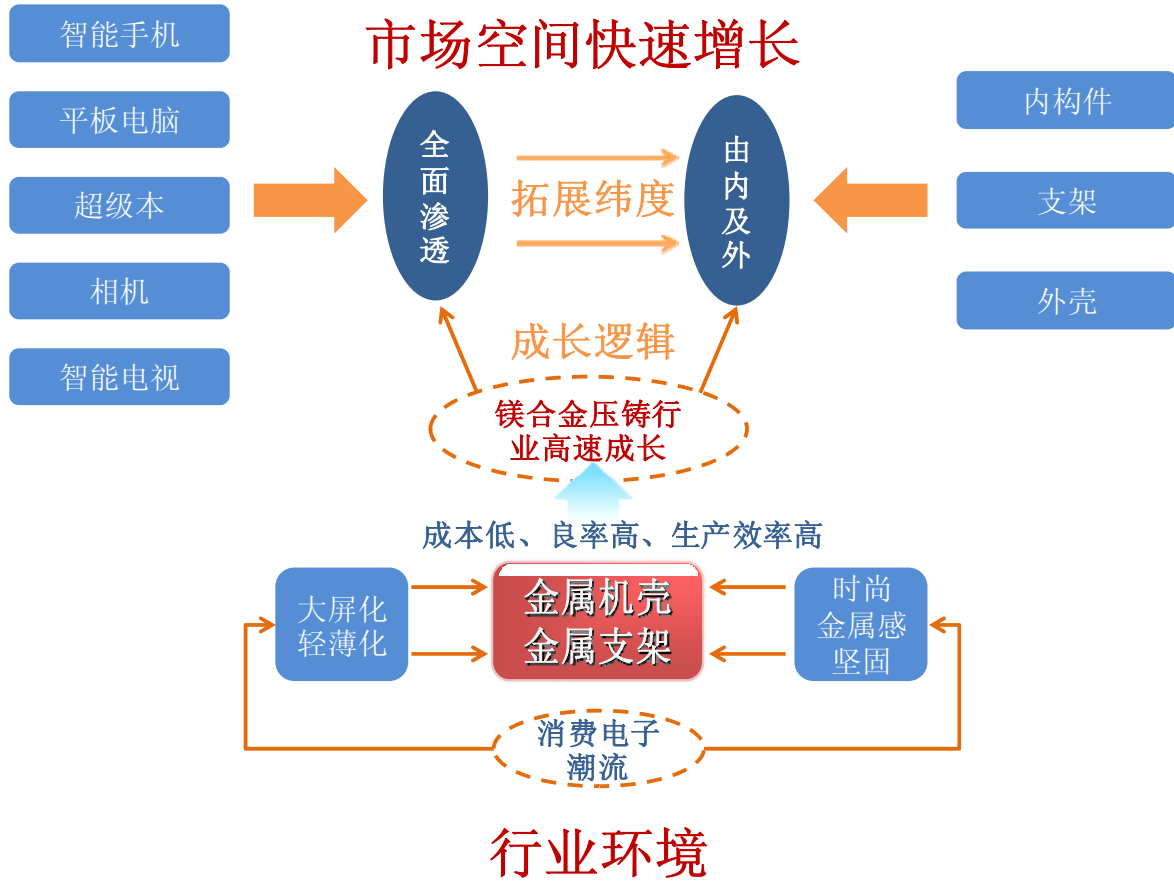 市场空间快速增长
智能手机
平板电脑
超级本
相机
智能电视
全面渗透
拓展纬度
由内及外
内构件
支架
外壳
成长逻辑
镁合金压铸行
业高速成长
成本低、良率高、生产效率高
大屏化
轻薄化
金属机壳
金属支架
时尚
金属感
坚固
消费电子
潮流
行业环境